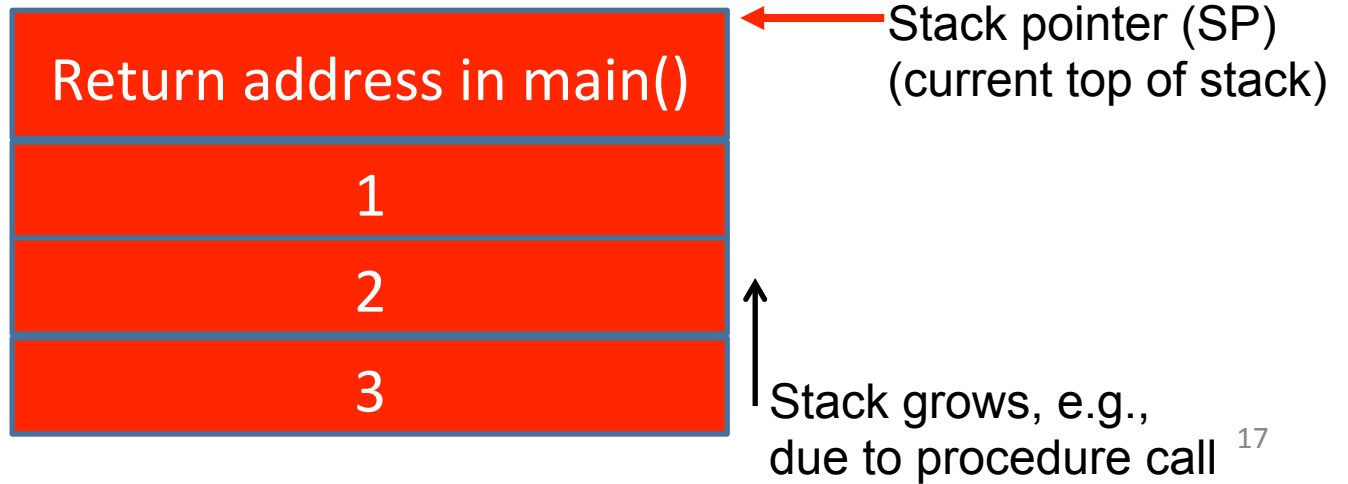 Return address in main()
Stack pointer (SP)
(current top of stack)
1
2
3
Stack grows, e.g.,
due to procedure call
17